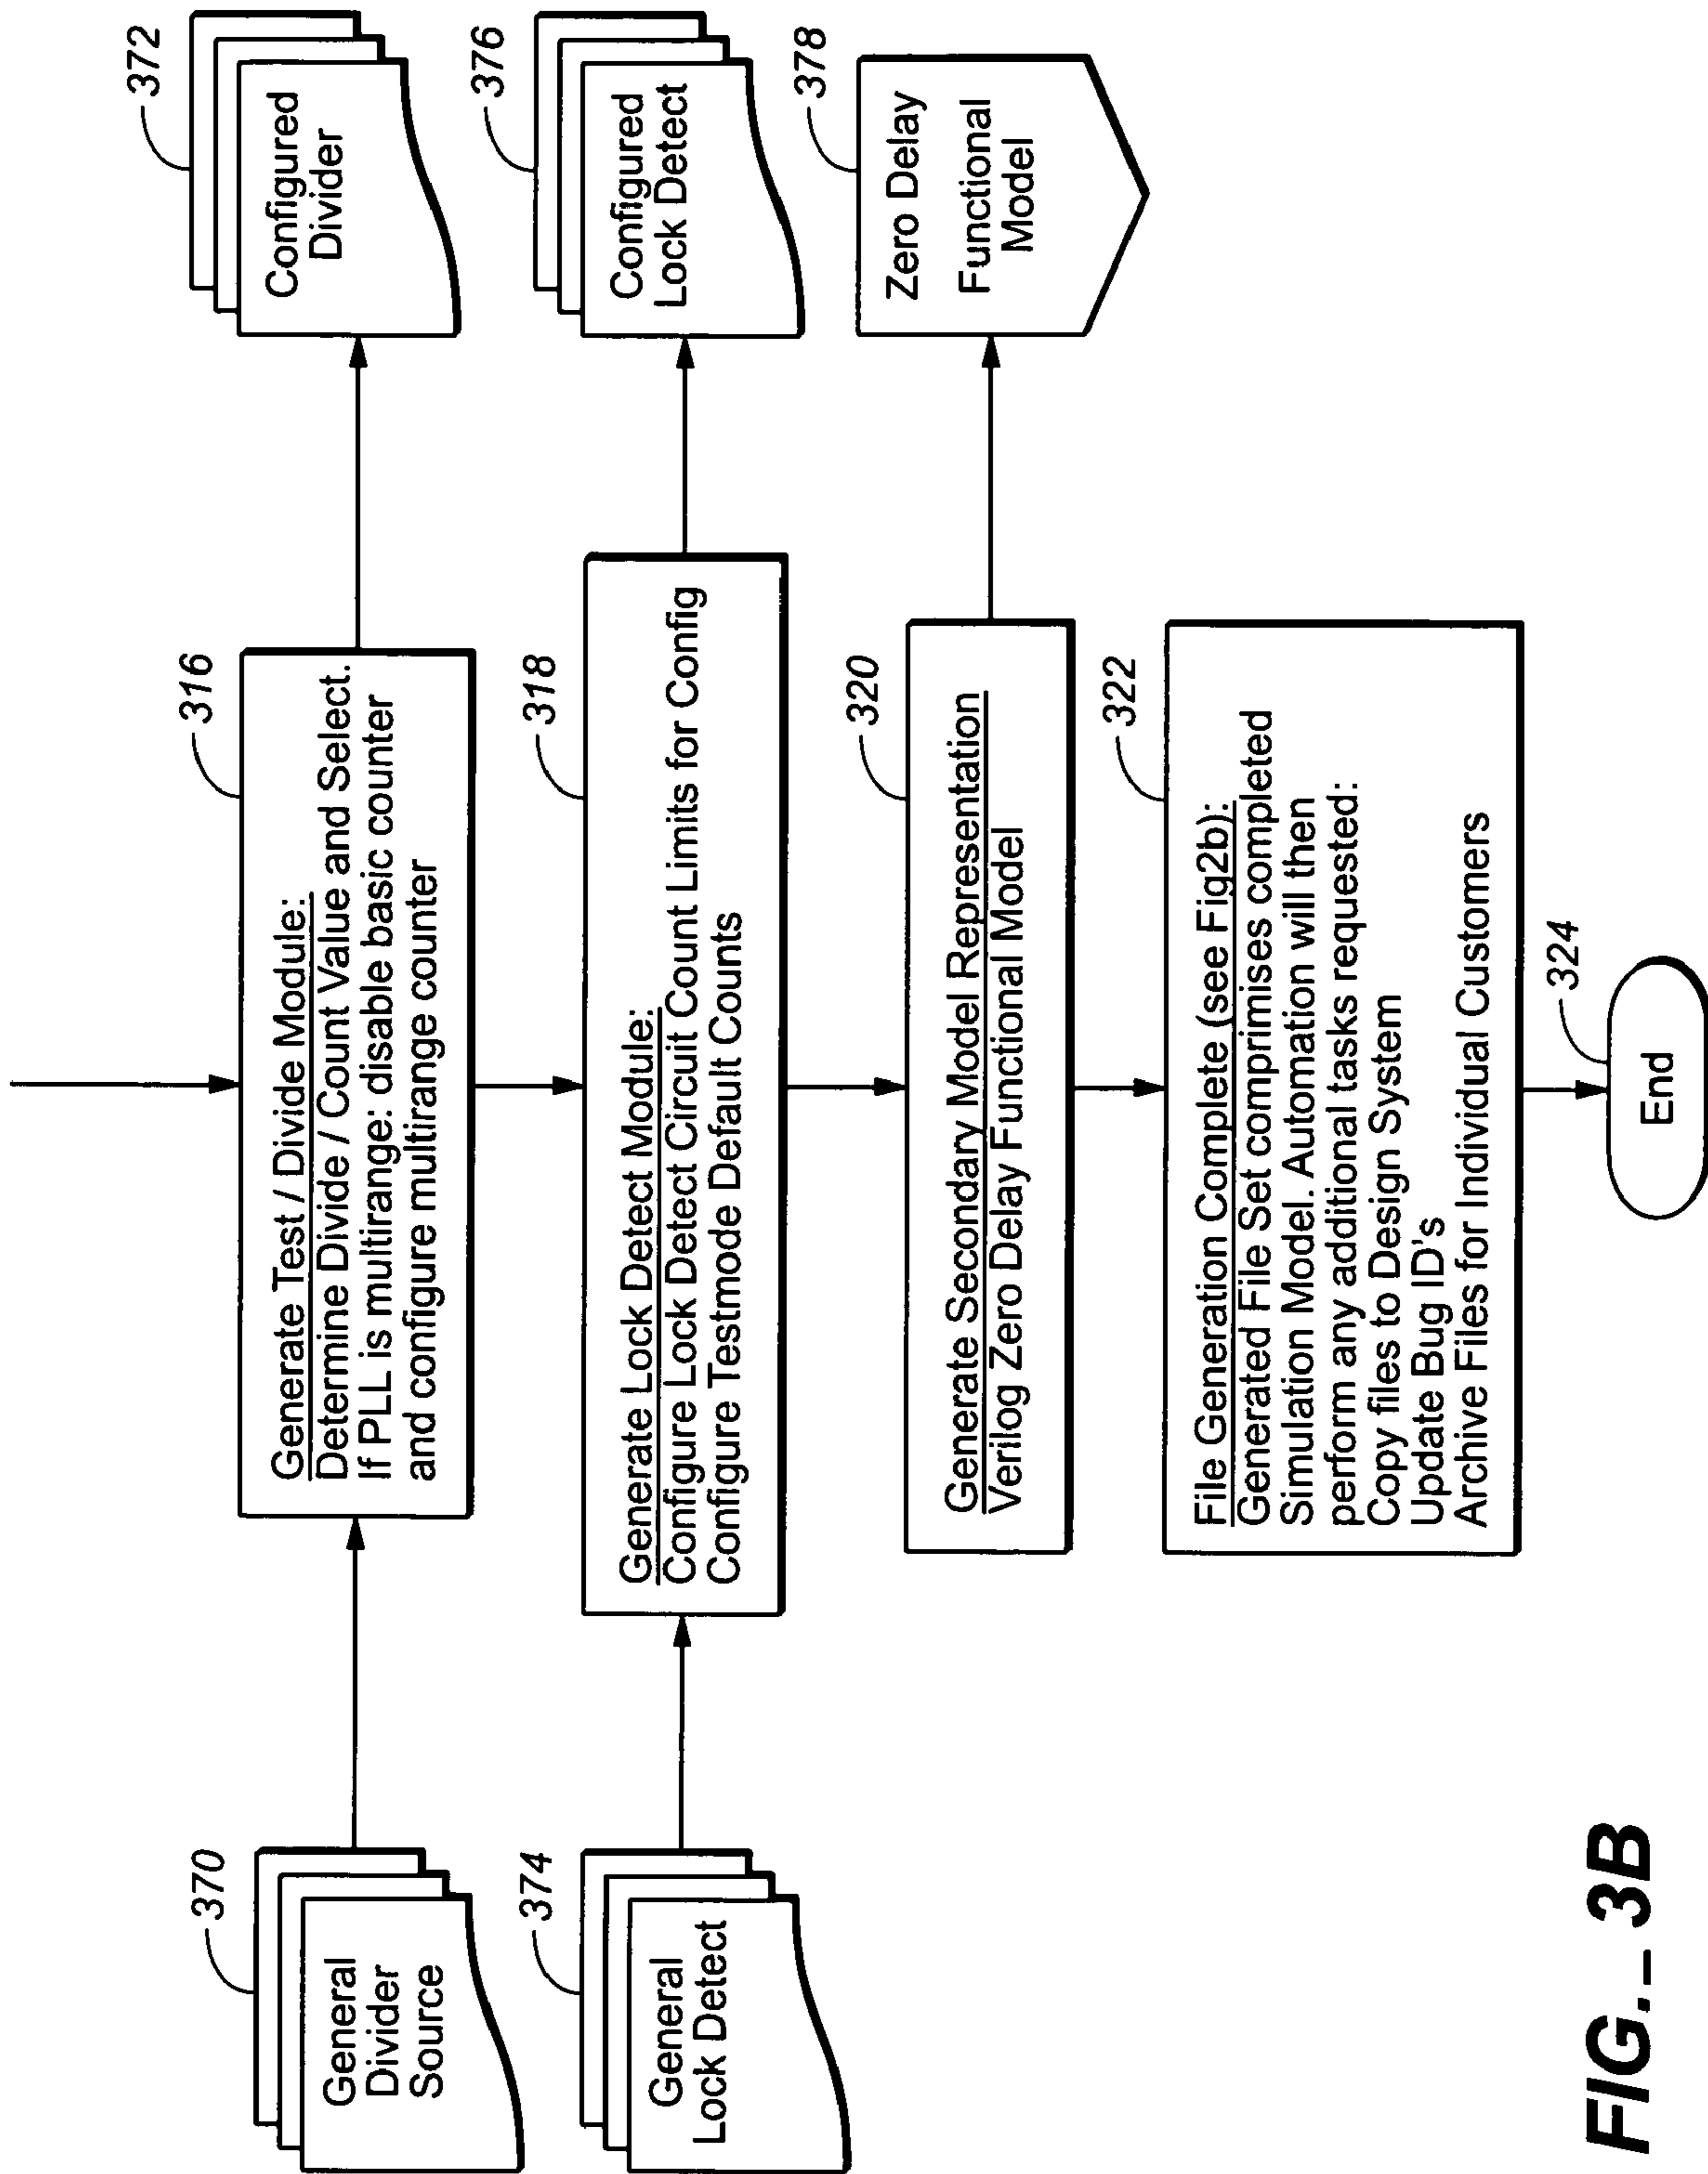 370
General
Divider
Source
316
Generate Test / Divide Module:
Determine Divide / Count Value and Select.
If PLL is multirange: disable basic counter
and configure multirange counter
372
Configured
Divider
374
General
Lock Detect
318
Generate Lock Detect Module:
Configure Lock Detect Circuit Count Limits for Config
Configure Testmode Default Counts
376
Configured
Lock Detect
320
Generate Secondary Model Representation
Verilog Zero Delay Functional Model
378
Zero Delay
Functional
Model
322
File Generation Complete (see Fig2b):
Generated File Set comprimises completed
Simulation Model. Automation will then
perform any additional tasks requested:
Copy files to Design System
Update Bug ID's
Archive Files for Individual Customers
324
End
FIG._ 3B